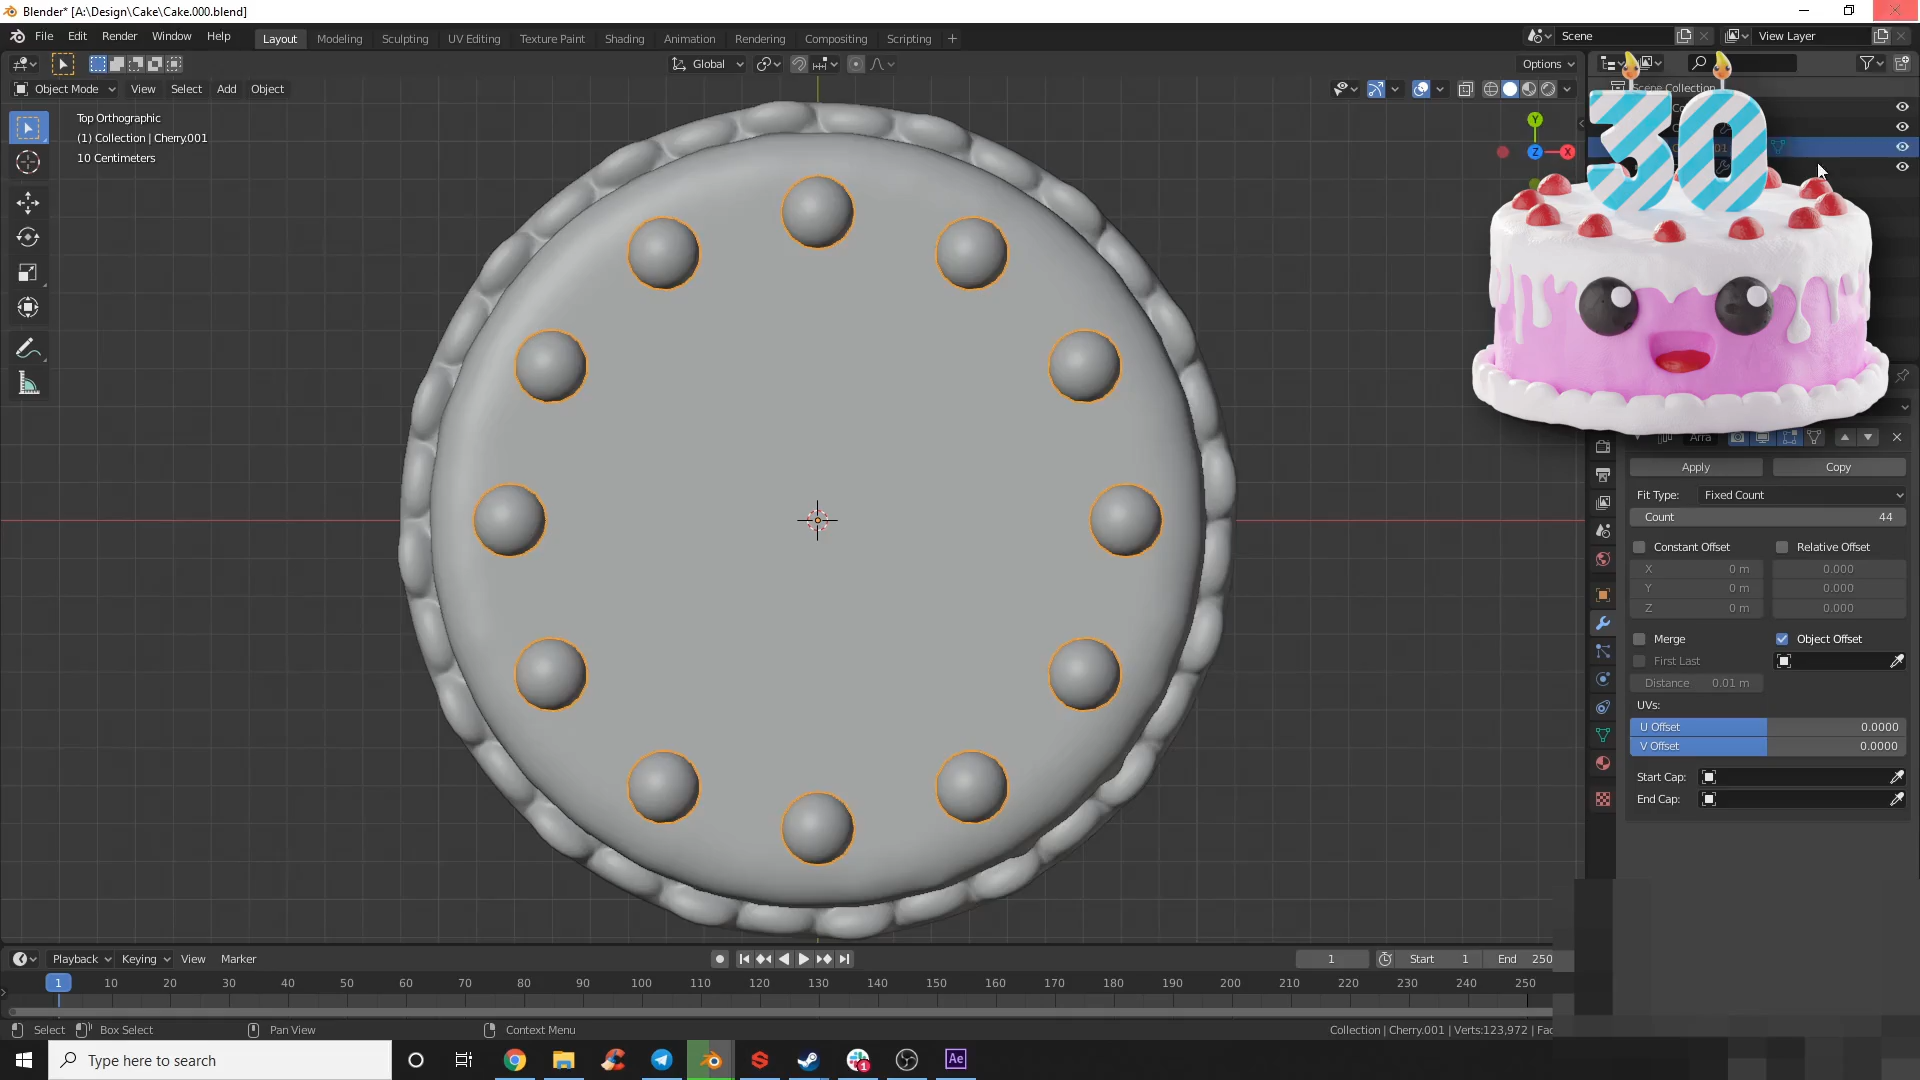 Blender* [A:\Design\Cake\Cake.000.blend]
File Edit Render Window Help
Layout Modeling Sculpting UV Editing Texture Paint Shading Animation Rendering Compositing Scripting +
Scene
View Layer
Global
Options
Object Mode View Select Add Object
Top Orthographic
(1) Collection | Cherry.001
10 Centimeters
Y
Z
X
Scene Collection
30
Arra
Apply Copy
Fit Type: Fixed Count
Count 44
Constant Offset Relative Offset
X 0 m 0.000
Y 0 m 0.000
Z 0 m 0.000
Merge Object Offset
First Last
Distance 0.01 m
UVs:
U Offset 0.0000
V Offset 0.0000
Start Cap:
End Cap:
Playback Keying View Marker
1 Start 1 End 250
1 10 20 30 40 50 60 70 80 90 100 110 120 130 140 150 160 170 180 190 200 210 220 230 240 250
Select Box Select Pan View Context Menu
Collection | Cherry.001 | Verts:123,972 | Fac
Type here to search
S
1
Ae